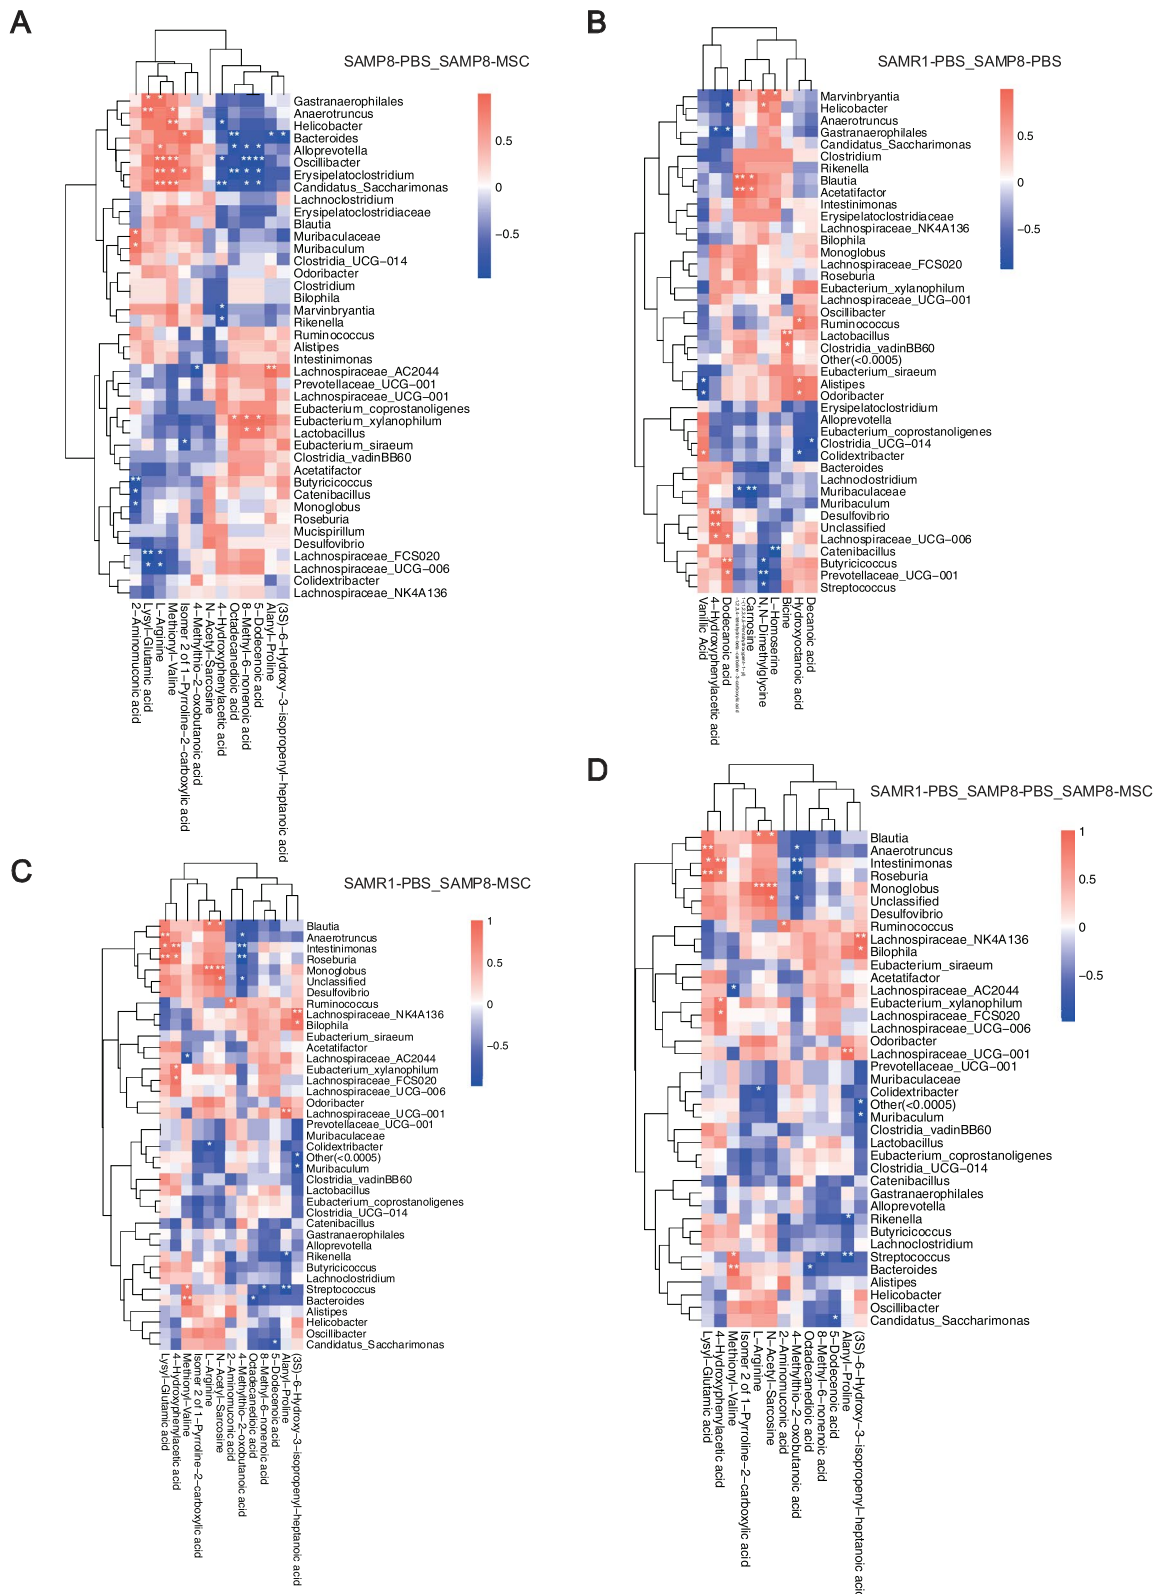 A
SAMP8-PBS_SAMP8-MSC
Gastranaerophilales
Anaerotruncus
Helicobacter
Bacteroides
Alloprevotella
Oscillibacter
Erysipelatoclostridium
Candidatus_Saccharimonas
Lachnoclostridium
Erysipelatoclostridiaceae
Blautia
Muribaculaceae
Muribaculum
Clostridia_UCG−014
Odoribacter
Clostridium
Bilophila
Marvinbryantia
Rikenella
Ruminococcus
Alistipes
Intestinimonas
Lachnospiraceae_AC2044
Prevotellaceae_UCG−001
Lachnospiraceae_UCG−001
Eubacterium_coprostanoligenes
Eubacterium_xylanophilum
Lactobacillus
Eubacterium_siraeum
Clostridia_vadinBB60
Acetatifactor
Butyricicoccus
Catenibacillus
Monoglobus
Roseburia
Mucispirillum
Desulfovibrio
Lachnospiraceae_FCS020
Lachnospiraceae_UCG−006
Colidextribacter
Lachnospiraceae_NK4A136
0.5
0
−0.5
2−Aminomuconic acid
Lysyl−Glutamic acid
L−Arginine
Methionyl−Valine
Isomer 2 of 1−Pyrroline−2−carboxylic acid
4−Methylthio−2−oxobutanoic acid
N−Acetyl−Sarcosine
4−Hydroxyphenylacetic acid
Octadecanedioic acid
8−Methyl−6−nonenoic acid
5−Dodecenoic acid
Alanyl−Proline
(3S)−6−Hydroxy−3−isopropenyl−heptanoic acid
B
SAMR1-PBS_SAMP8-PBS
Marvinbryantia
Helicobacter
Anaerotruncus
Gastranaerophilales
Candidatus_Saccharimonas
Clostridium
Rikenella
Blautia
Acetatifactor
Intestinimonas
Erysipelatoclostridiaceae
Lachnospiraceae_NK4A136
Bilophila
Monoglobus
Lachnospiraceae_FCS020
Roseburia
Eubacterium_xylanophilum
Lachnospiraceae_UCG−001
Oscillibacter
Ruminococcus
Lactobacillus
Clostridia_vadinBB60
Other(<0.0005)
Eubacterium_siraeum
Alistipes
Odoribacter
Erysipelatoclostridium
Alloprevotella
Eubacterium_coprostanoligenes
Clostridia_UCG−014
Colidextribacter
Bacteroides
Lachnoclostridium
Muribaculaceae
Muribaculum
Desulfovibrio
Unclassified
Lachnospiraceae_UCG−006
Catenibacillus
Butyricicoccus
Prevotellaceae_UCG−001
Streptococcus
0.5
0
−0.5
Vanillic Acid
4−Hydroxyphenylacetic acid
Dodecanoic acid
Carnosine
N,N−Dimethylglycine
L−Homoserine
Bicine
Hydroxyoctanoic acid
Decanoic acid
C
SAMR1-PBS_SAMP8-MSC
Blautia
Anaerotruncus
Intestinimonas
Roseburia
Monoglobus
Unclassified
Desulfovibrio
Ruminococcus
Lachnospiraceae_NK4A136
Bilophila
Eubacterium_siraeum
Acetatifactor
Lachnospiraceae_AC2044
Eubacterium_xylanophilum
Lachnospiraceae_FCS020
Lachnospiraceae_UCG−006
Odoribacter
Lachnospiraceae_UCG−001
Prevotellaceae_UCG−001
Muribaculaceae
Colidextribacter
Other(<0.0005)
Muribaculum
Clostridia_vadinBB60
Lactobacillus
Eubacterium_coprostanoligenes
Clostridia_UCG−014
Catenibacillus
Gastranaerophilales
Alloprevotella
Rikenella
Butyricicoccus
Lachnoclostridium
Streptococcus
Bacteroides
Alistipes
Helicobacter
Oscillibacter
Candidatus_Saccharimonas
1
0.5
0
−0.5
Lysyl−Glutamic acid
4−Hydroxyphenylacetic acid
Methionyl−Valine
Isomer 2 of 1−Pyrroline−2−carboxylic acid
L−Arginine
N−Acetyl−Sarcosine
2−Aminomuconic acid
4−Methylthio−2−oxobutanoic acid
Octadecanedioic acid
8−Methyl−6−nonenoic acid
5−Dodecenoic acid
Alanyl−Proline
(3S)−6−Hydroxy−3−isopropenyl−heptanoic acid
D
SAMR1-PBS_SAMP8-PBS_SAMP8-MSC
Blautia
Anaerotruncus
Intestinimonas
Roseburia
Monoglobus
Unclassified
Desulfovibrio
Ruminococcus
Lachnospiraceae_NK4A136
Bilophila
Eubacterium_siraeum
Acetatifactor
Lachnospiraceae_AC2044
Eubacterium_xylanophilum
Lachnospiraceae_FCS020
Lachnospiraceae_UCG−006
Odoribacter
Lachnospiraceae_UCG−001
Prevotellaceae_UCG−001
Muribaculaceae
Colidextribacter
Other(<0.0005)
Muribaculum
Clostridia_vadinBB60
Lactobacillus
Eubacterium_coprostanoligenes
Clostridia_UCG−014
Catenibacillus
Gastranaerophilales
Alloprevotella
Rikenella
Butyricicoccus
Lachnoclostridium
Streptococcus
Bacteroides
Alistipes
Helicobacter
Oscillibacter
Candidatus_Saccharimonas
1
0.5
0
−0.5
Lysyl−Glutamic acid
4−Hydroxyphenylacetic acid
Methionyl−Valine
Isomer 2 of 1−Pyrroline−2−carboxylic acid
L−Arginine
N−Acetyl−Sarcosine
2−Aminomuconic acid
4−Methylthio−2−oxobutanoic acid
Octadecanedioic acid
8−Methyl−6−nonenoic acid
5−Dodecenoic acid
Alanyl−Proline
(3S)−6−Hydroxy−3−isopropenyl−heptanoic acid